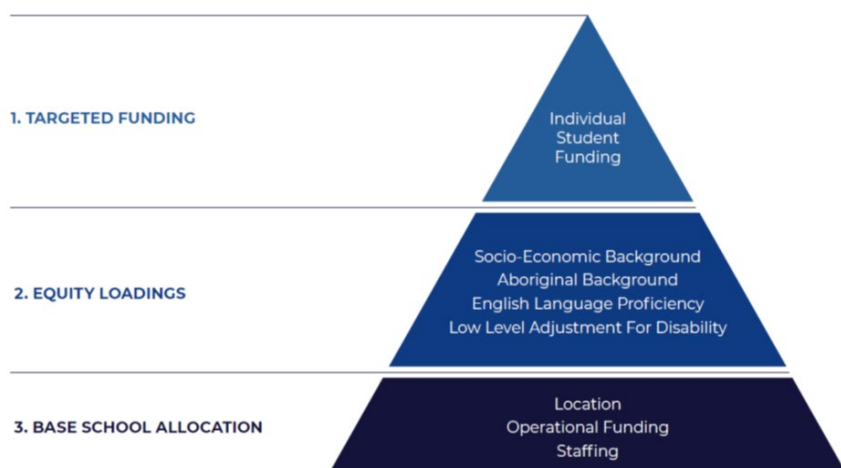 1. TARGETED FUNDING
Individual
Student
Funding
2. EQUITY LOADINGS
Socio-Economic Background
Aboriginal Background
English Language Proficiency
Low Level Adjustment For Disability
3. BASE SCHOOL ALLOCATION
Location
Operational Funding
Staffing